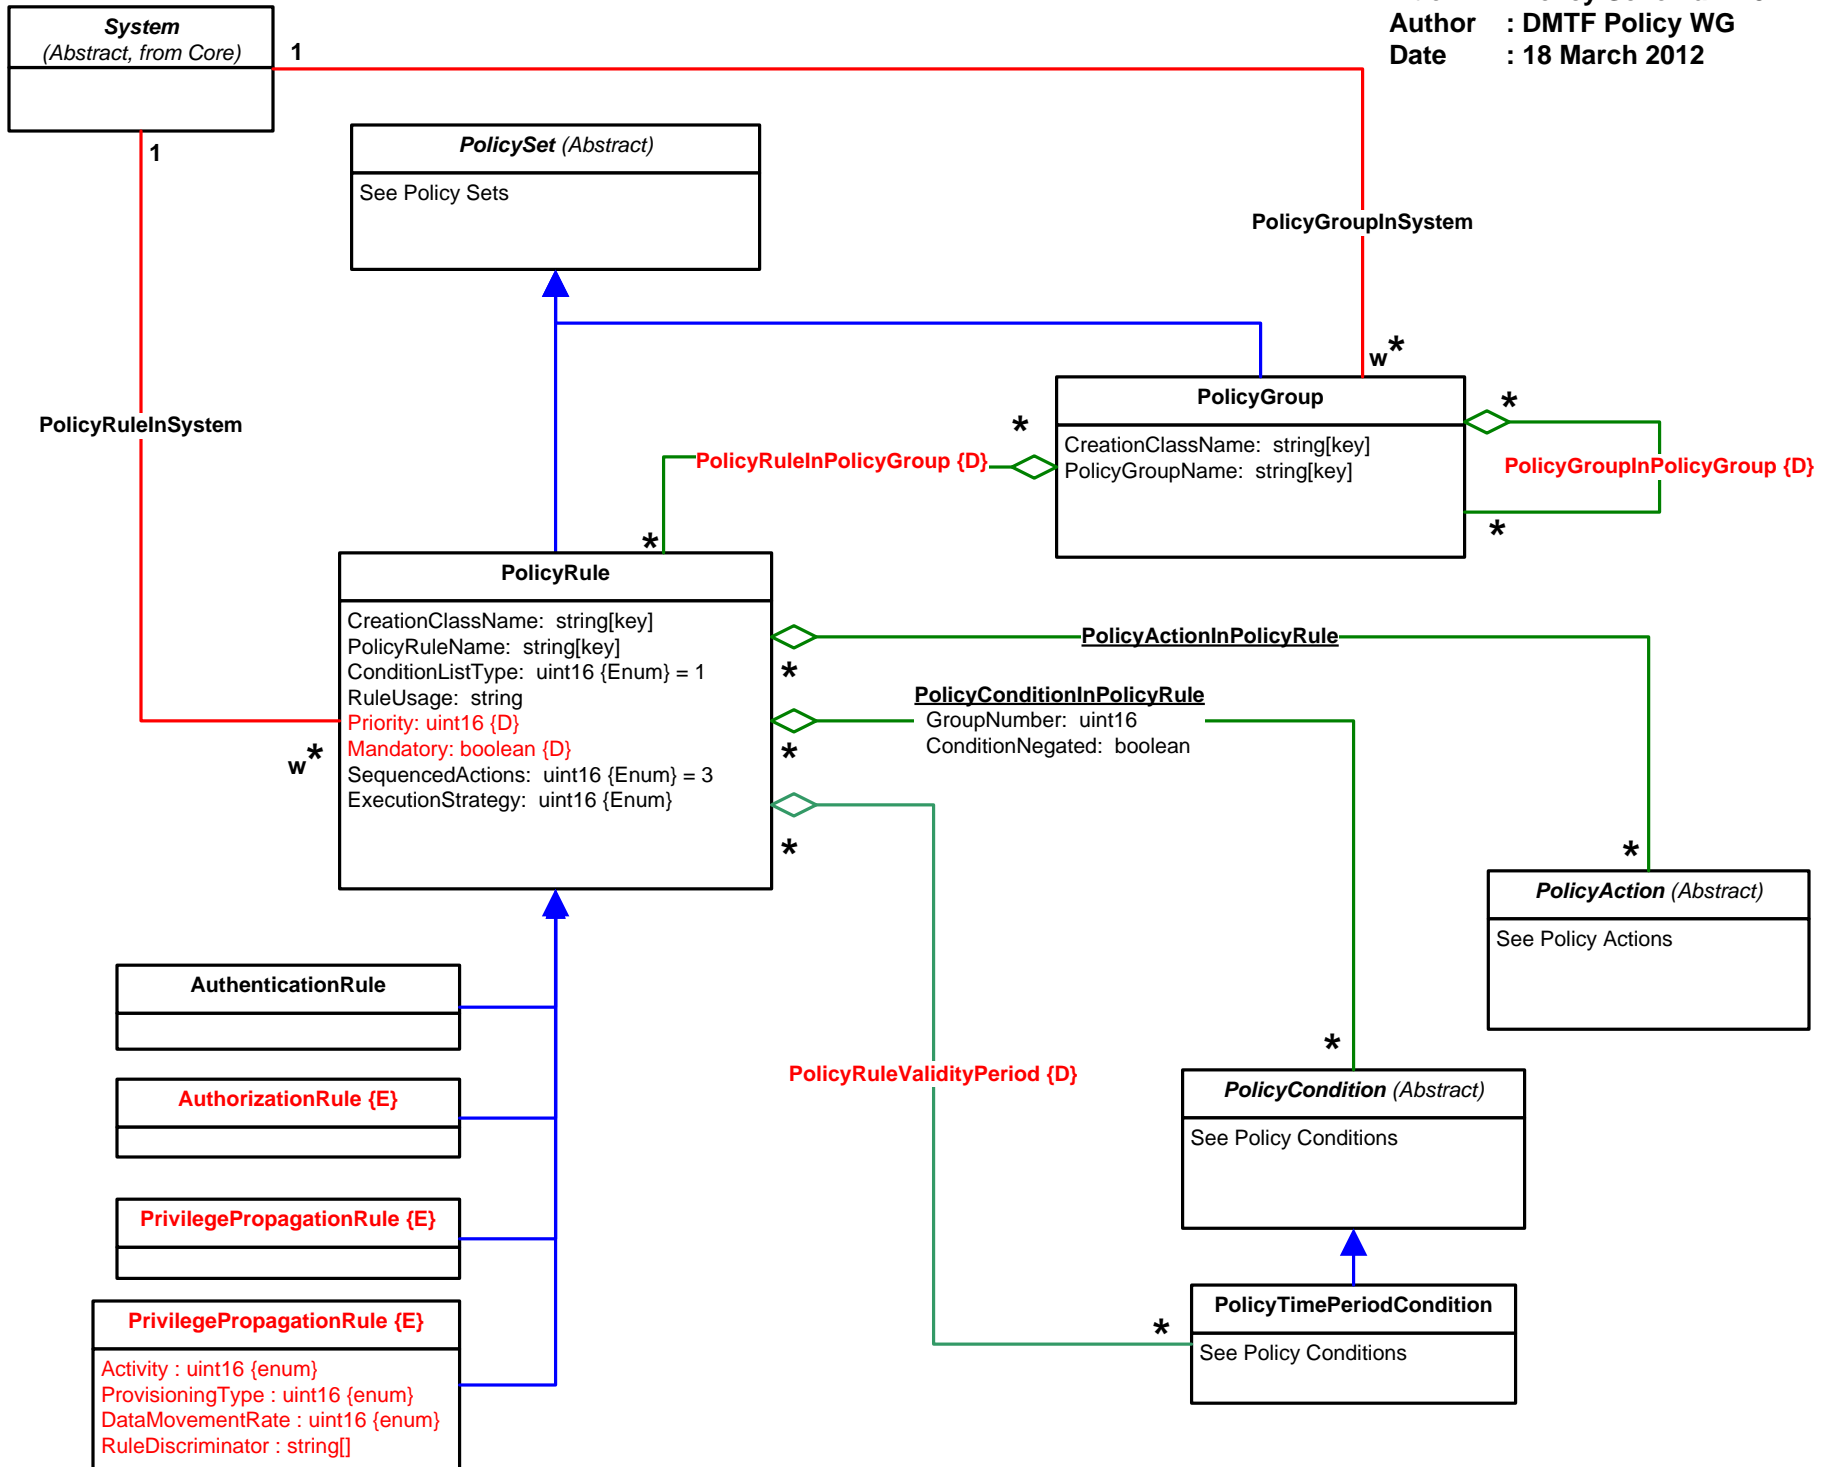 Author : DMTF Policy WG
Date : 18 March 2012
System
(Abstract, from Core)
1
1
PolicySet (Abstract)
See Policy Sets
PolicyGroupInSystem
w*
PolicyRuleInSystem
PolicyGroup
CreationClassName: string[key]
PolicyGroupName: string[key]
*
*
PolicyGroupInPolicyGroup {D}
*
PolicyRuleInPolicyGroup {D}
*
PolicyRule
CreationClassName: string[key]
PolicyRuleName: string[key]
ConditionListType: uint16 {Enum} = 1
RuleUsage: string
Priority: uint16 {D}
Mandatory: boolean {D}
SequencedActions: uint16 {Enum} = 3
ExecutionStrategy: uint16 {Enum}
w*
PolicyActionInPolicyRule
*
PolicyConditionInPolicyRule
GroupNumber: uint16
ConditionNegated: boolean
*
*
*
PolicyAction (Abstract)
See Policy Actions
AuthenticationRule
AuthorizationRule {E}
PolicyRuleValidityPeriod {D}
*
PolicyCondition (Abstract)
See Policy Conditions
PrivilegePropagationRule {E}
PolicyTimePeriodCondition
See Policy Conditions
*
PrivilegePropagationRule {E}
Activity : uint16 {enum}
ProvisioningType : uint16 {enum}
DataMovementRate : uint16 {enum}
RuleDiscriminator : string[]